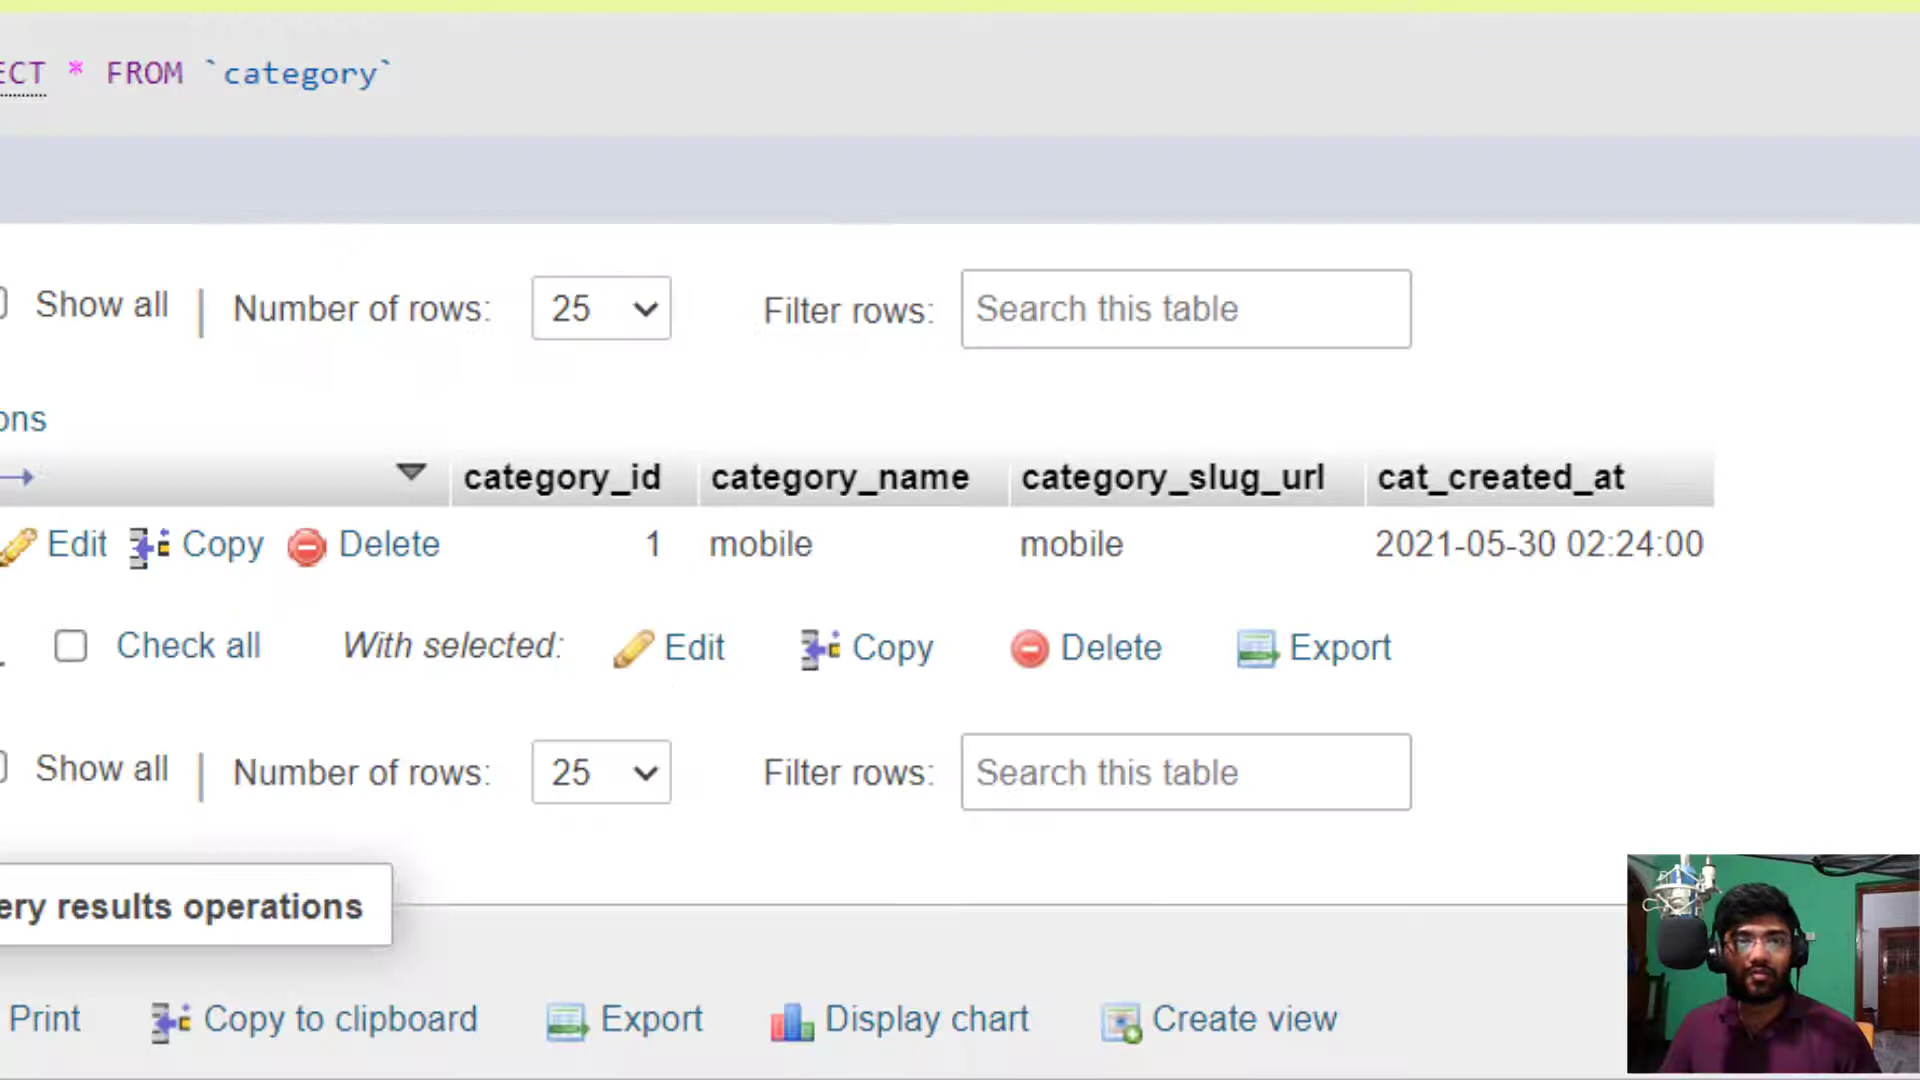 ECT * FROM `category`
Show all | Number of rows: 25 Filter rows: Search this table
ons
category_id category_name category_slug_url cat_created_at
Edit Copy Delete 1 mobile mobile 2021-05-30 02:24:00
Check all With selected: Edit Copy Delete Export
Show all | Number of rows: 25 Filter rows: Search this table
ery results operations
Print Copy to clipboard Export Display chart Create view